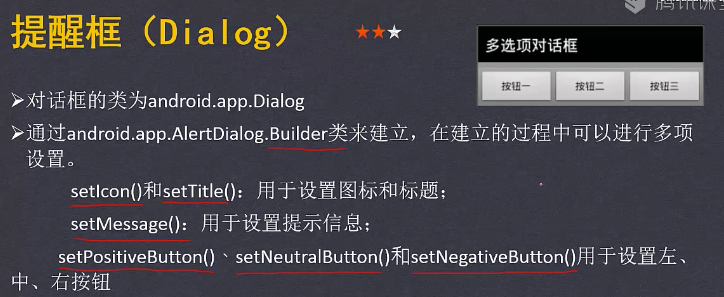 腾讯课堂
提醒框（Dialog）
多选项对话框
按钮一 按钮二 按钮三
➤对话框的类为android.app.Dialog
➤通过android.app.AlertDialog.Builder类来建立，在建立的过程中可以进行多项
设置。
setIcon()和setTitle()：用于设置图标和标题；
setMessage()：用于设置提示信息；
setPositiveButton()、setNeutralButton()和setNegativeButton()用于设置左、
中、右按钮